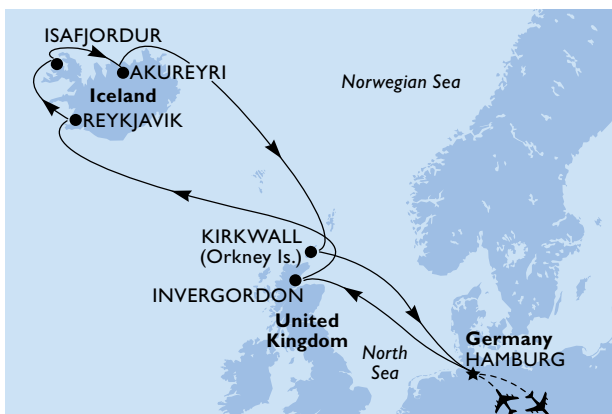 ISAFJORDUR
AKUREYRI
Iceland
REYKJAVIK
Norwegian Sea
KIRKWALL
(Orkney Is.)
INVERGORDON
United
Kingdom
North
Sea
Germany
HAMBURG